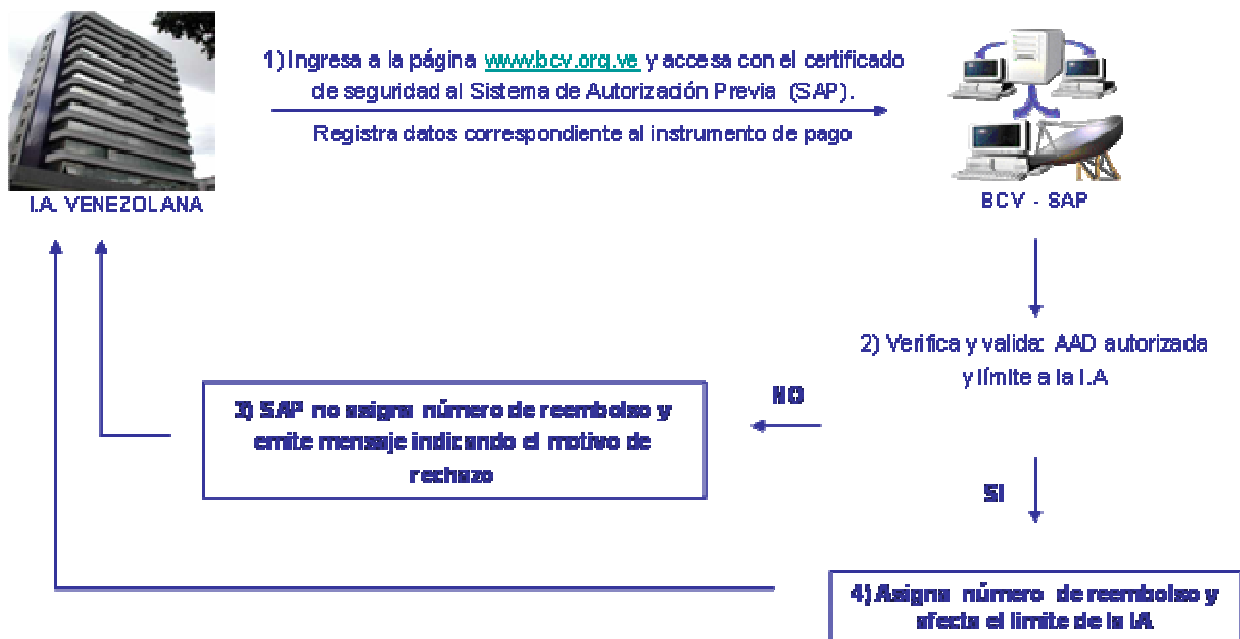 1) Ingresa a la página www.bcv.org.ve y accesa con el certificado
de seguridad al Sistema de Autorización Previa (SAP).
Registra datos correspondiente al instrumento de pago
I.A. VENEZOLANA
BCV - SAP
2) Verifica y valida: AAD autorizada
y límite a la I.A
NO
3) SAP no asigna número de reembolso y
emite mensaje indicando el motivo de
rechazo
SI
4) Asigna número de reembolso y
afecta el limite de la IA